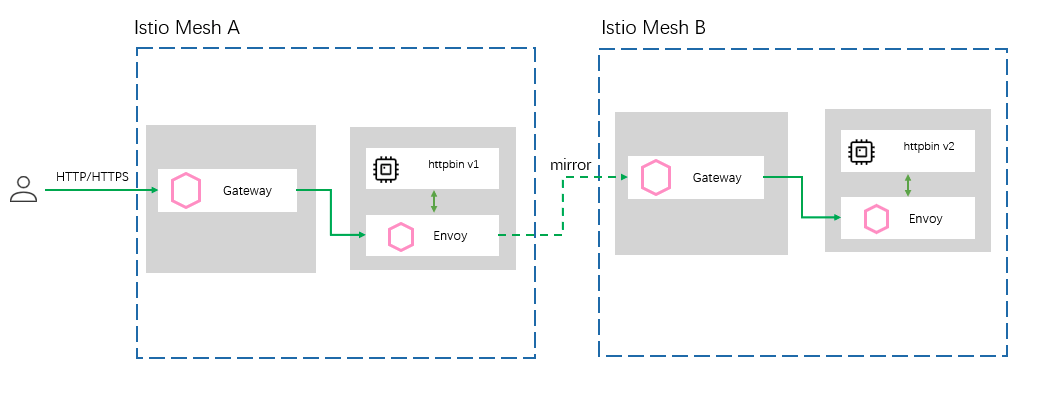 Istio Mesh A
Istio Mesh B
HTTP/HTTPS
Gateway
httpbin v1
Envoy
mirror
Gateway
httpbin v2
Envoy